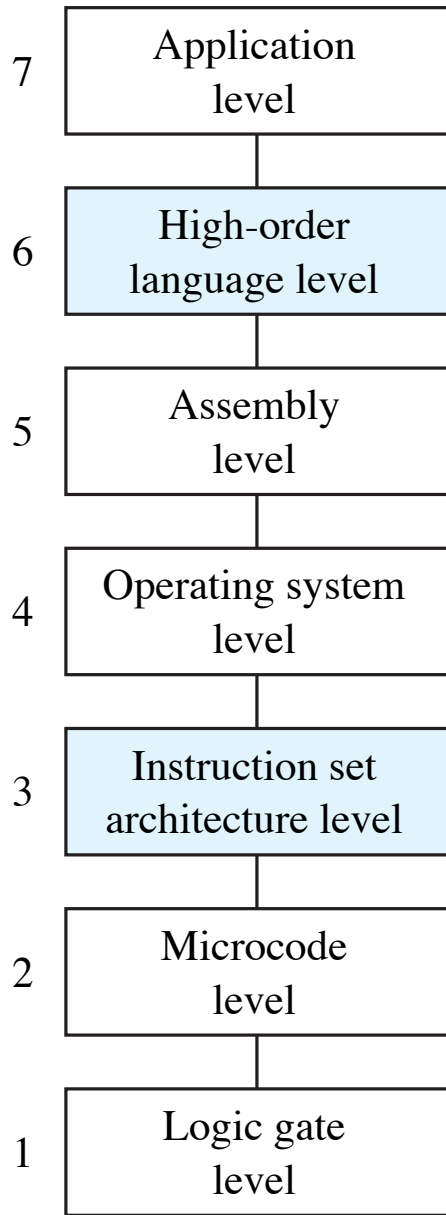 7
Application
level
6
High-order
language level
5
Assembly
level
4
Operating system
level
3
Instruction set
architecture level
2
Microcode
level
1
Logic gate
level